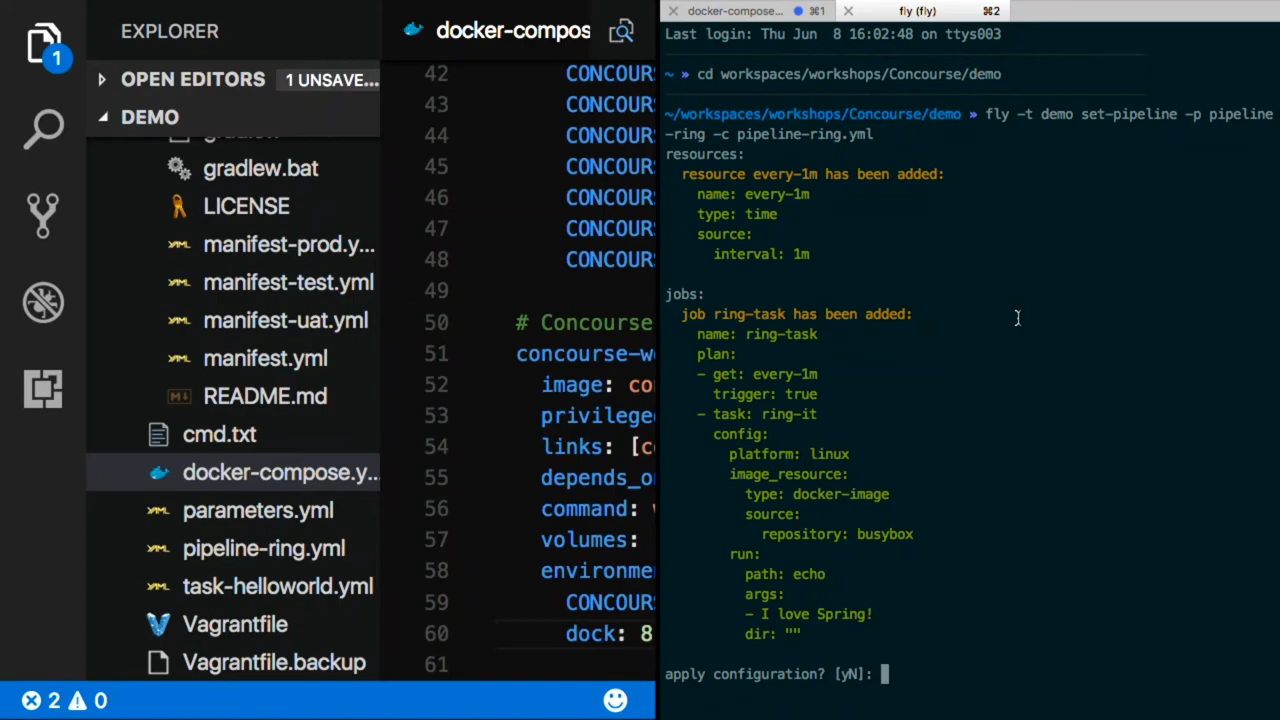 1
EXPLORER
OPEN EDITORS 1 UNSAVE...
DEMO
gradlew.bat
LICENSE
manifest-prod.y...
manifest-test.yml
manifest-uat.yml
manifest.yml
README.md
cmd.txt
docker-compose.y...
parameters.yml
pipeline-ring.yml
task-helloworld.yml
Vagrantfile
Vagrantfile.backup
2 0
docker-compos
42 CONCOURS
43 CONCOURS
44 CONCOURS
45 CONCOURS
46 CONCOURS
47 CONCOURS
48 CONCOURS
49
50 # Concourse
51 concourse-w
52 image: co
53 privilege
54 links: [c
55 depends_o
56 command:
57 volumes:
58 environme
59 CONCOURS
60 dock: 8
61
docker-compose... ⌘1
fly (fly) ⌘2
Last login: Thu Jun  8 16:02:48 on ttys003
~ » cd workspaces/workshops/Concourse/demo
~/workspaces/workshops/Concourse/demo » fly -t demo set-pipeline -p pipeline
-ring -c pipeline-ring.yml
resources:
resource every-1m has been added:
name: every-1m
type: time
source:
interval: 1m
jobs:
job ring-task has been added:
name: ring-task
plan:
- get: every-1m
trigger: true
- task: ring-it
config:
platform: linux
image_resource:
type: docker-image
source:
repository: busybox
run:
path: echo
args:
- I love Spring!
dir: ""
apply configuration? [yN]: